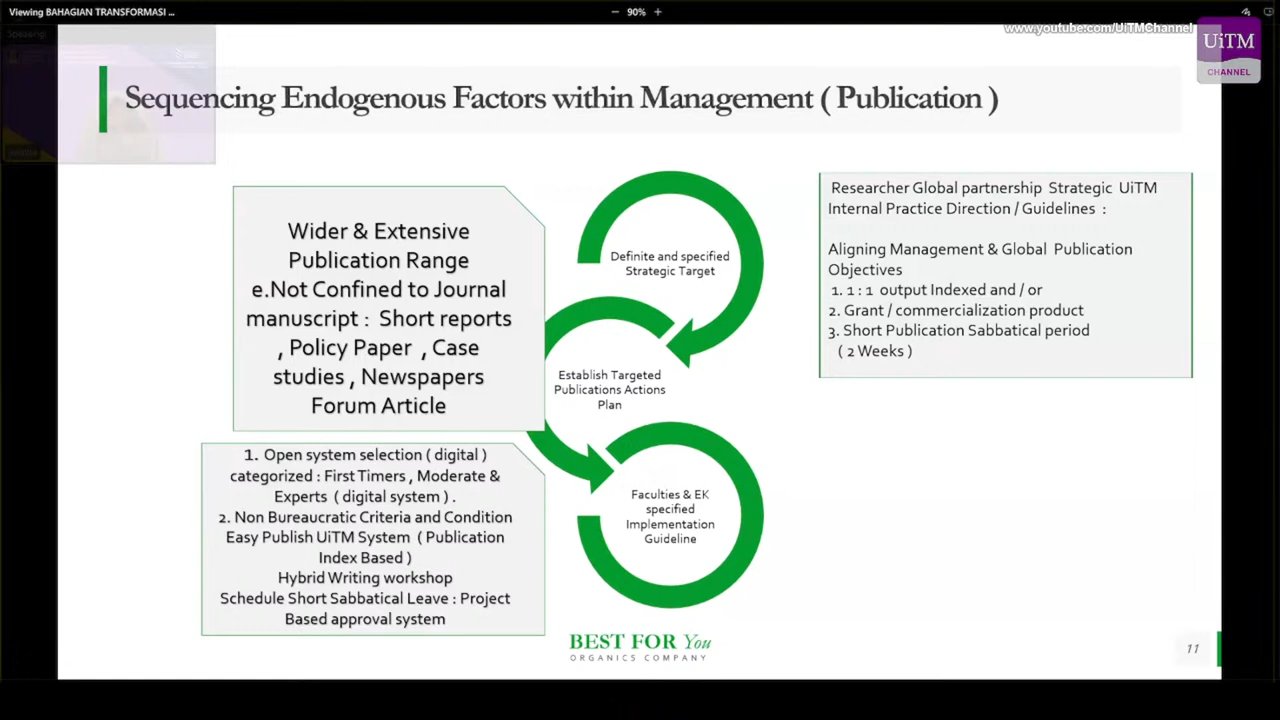 Viewing BAHAGIAN TRANSFORMASI ...
90%
www.youtube.com/UiTMChannel
UiTM
CHANNEL
Speaking:
Sequencing Endogenous Factors within Management ( Publication )
Wider & Extensive
Publication Range
e.Not Confined to Journal
manuscript : Short reports
, Policy Paper , Case
studies , Newspapers
Forum Article
1. Open system selection ( digital )
categorized : First Timers , Moderate &
Experts ( digital system ) .
2. Non Bureaucratic Criteria and Condition
Easy Publish UiTM System ( Publication
Index Based )
Hybrid Writing workshop
Schedule Short Sabbatical Leave : Project
Based approval system
Definite and specified
Strategic Target
Establish Targeted
Publications Actions
Plan
Faculties & EK
specified
Implementation
Guideline
Researcher Global partnership Strategic UiTM
Internal Practice Direction / Guidelines :
Aligning Management & Global Publication
Objectives
1. 1 : 1 output Indexed and / or
2. Grant / commercialization product
3. Short Publication Sabbatical period
( 2 Weeks )
BEST FOR You
ORGANICS COMPANY
11